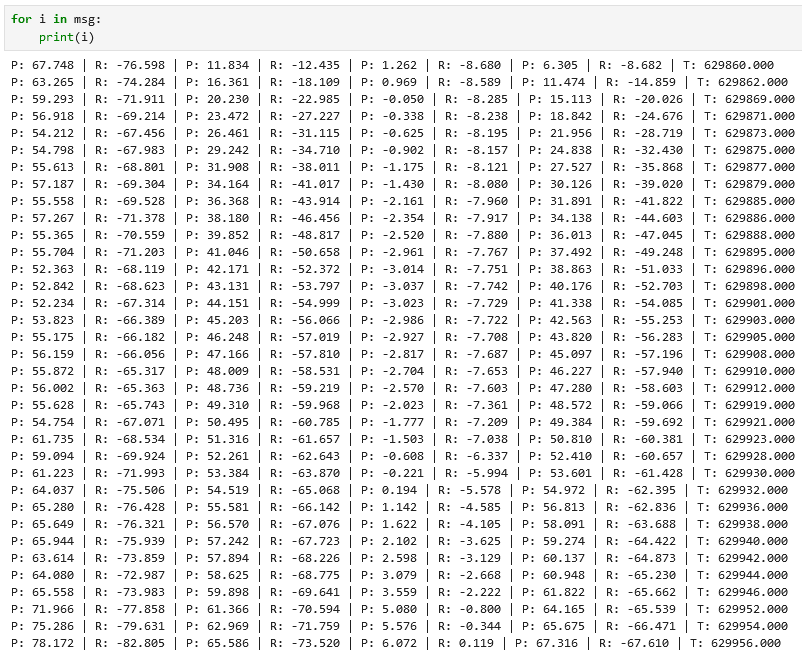 for i in msg:
print(i)
P: 67.748 | R: -76.598 | P: 11.834 | R: -12.435 | P: 1.262 | R: -8.680 | P: 6.305 | R: -8.682 | T: 629860.000
P: 63.265 | R: -74.284 | P: 16.361 | R: -18.109 | P: 0.969 | R: -8.589 | P: 11.474 | R: -14.859 | T: 629862.000
P: 59.293 | R: -71.911 | P: 20.230 | R: -22.985 | P: -0.050 | R: -8.285 | P: 15.113 | R: -20.026 | T: 629869.000
P: 56.918 | R: -69.214 | P: 23.472 | R: -27.227 | P: -0.338 | R: -8.238 | P: 18.842 | R: -24.676 | T: 629871.000
P: 54.212 | R: -67.456 | P: 26.461 | R: -31.115 | P: -0.625 | R: -8.195 | P: 21.956 | R: -28.719 | T: 629873.000
P: 54.798 | R: -67.983 | P: 29.242 | R: -34.710 | P: -0.902 | R: -8.157 | P: 24.838 | R: -32.430 | T: 629875.000
P: 55.613 | R: -68.801 | P: 31.908 | R: -38.011 | P: -1.175 | R: -8.121 | P: 27.527 | R: -35.868 | T: 629877.000
P: 57.187 | R: -69.304 | P: 34.164 | R: -41.017 | P: -1.430 | R: -8.080 | P: 30.126 | R: -39.020 | T: 629879.000
P: 55.558 | R: -69.528 | P: 36.368 | R: -43.914 | P: -2.161 | R: -7.960 | P: 31.891 | R: -41.822 | T: 629885.000
P: 57.267 | R: -71.378 | P: 38.180 | R: -46.456 | P: -2.354 | R: -7.917 | P: 34.138 | R: -44.603 | T: 629886.000
P: 55.365 | R: -70.559 | P: 39.852 | R: -48.817 | P: -2.520 | R: -7.880 | P: 36.013 | R: -47.045 | T: 629888.000
P: 55.704 | R: -71.203 | P: 41.046 | R: -50.658 | P: -2.961 | R: -7.767 | P: 37.492 | R: -49.248 | T: 629895.000
P: 52.363 | R: -68.119 | P: 42.171 | R: -52.372 | P: -3.014 | R: -7.751 | P: 38.863 | R: -51.033 | T: 629896.000
P: 52.842 | R: -68.623 | P: 43.131 | R: -53.797 | P: -3.037 | R: -7.742 | P: 40.176 | R: -52.703 | T: 629898.000
P: 52.234 | R: -67.314 | P: 44.151 | R: -54.999 | P: -3.023 | R: -7.729 | P: 41.338 | R: -54.085 | T: 629901.000
P: 53.823 | R: -66.389 | P: 45.203 | R: -56.066 | P: -2.986 | R: -7.722 | P: 42.563 | R: -55.253 | T: 629903.000
P: 55.175 | R: -66.182 | P: 46.248 | R: -57.019 | P: -2.927 | R: -7.708 | P: 43.820 | R: -56.283 | T: 629905.000
P: 56.159 | R: -66.056 | P: 47.166 | R: -57.810 | P: -2.817 | R: -7.687 | P: 45.097 | R: -57.196 | T: 629908.000
P: 55.872 | R: -65.317 | P: 48.009 | R: -58.531 | P: -2.704 | R: -7.653 | P: 46.227 | R: -57.940 | T: 629910.000
P: 56.002 | R: -65.363 | P: 48.736 | R: -59.219 | P: -2.570 | R: -7.603 | P: 47.280 | R: -58.603 | T: 629912.000
P: 55.628 | R: -65.743 | P: 49.310 | R: -59.968 | P: -2.023 | R: -7.361 | P: 48.572 | R: -59.066 | T: 629919.000
P: 54.754 | R: -67.071 | P: 50.495 | R: -60.785 | P: -1.777 | R: -7.209 | P: 49.384 | R: -59.692 | T: 629921.000
P: 61.735 | R: -68.534 | P: 51.316 | R: -61.657 | P: -1.503 | R: -7.038 | P: 50.810 | R: -60.381 | T: 629923.000
P: 59.094 | R: -69.924 | P: 52.261 | R: -62.643 | P: -0.608 | R: -6.337 | P: 52.410 | R: -60.657 | T: 629928.000
P: 61.223 | R: -71.993 | P: 53.384 | R: -63.870 | P: -0.221 | R: -5.994 | P: 53.601 | R: -61.428 | T: 629930.000
P: 64.037 | R: -75.506 | P: 54.519 | R: -65.068 | P: 0.194 | R: -5.578 | P: 54.972 | R: -62.395 | T: 629932.000
P: 65.280 | R: -76.428 | P: 55.581 | R: -66.142 | P: 1.142 | R: -4.585 | P: 56.813 | R: -62.836 | T: 629936.000
P: 65.649 | R: -76.321 | P: 56.570 | R: -67.076 | P: 1.622 | R: -4.105 | P: 58.091 | R: -63.688 | T: 629938.000
P: 65.944 | R: -75.939 | P: 57.242 | R: -67.723 | P: 2.102 | R: -3.625 | P: 59.274 | R: -64.422 | T: 629940.000
P: 63.614 | R: -73.859 | P: 57.894 | R: -68.226 | P: 2.598 | R: -3.129 | P: 60.137 | R: -64.873 | T: 629942.000
P: 64.080 | R: -72.987 | P: 58.625 | R: -68.775 | P: 3.079 | R: -2.668 | P: 60.948 | R: -65.230 | T: 629944.000
P: 65.558 | R: -73.983 | P: 59.898 | R: -69.641 | P: 3.559 | R: -2.222 | P: 61.822 | R: -65.662 | T: 629946.000
P: 71.966 | R: -77.858 | P: 61.366 | R: -70.594 | P: 5.080 | R: -0.800 | P: 64.165 | R: -65.539 | T: 629952.000
P: 75.286 | R: -79.631 | P: 62.969 | R: -71.759 | P: 5.576 | R: -0.344 | P: 65.675 | R: -66.471 | T: 629954.000
P: 78.172 | R: -82.805 | P: 65.586 | R: -73.520 | P: 6.072 | R: 0.119 | P: 67.316 | R: -67.610 | T: 629956.000